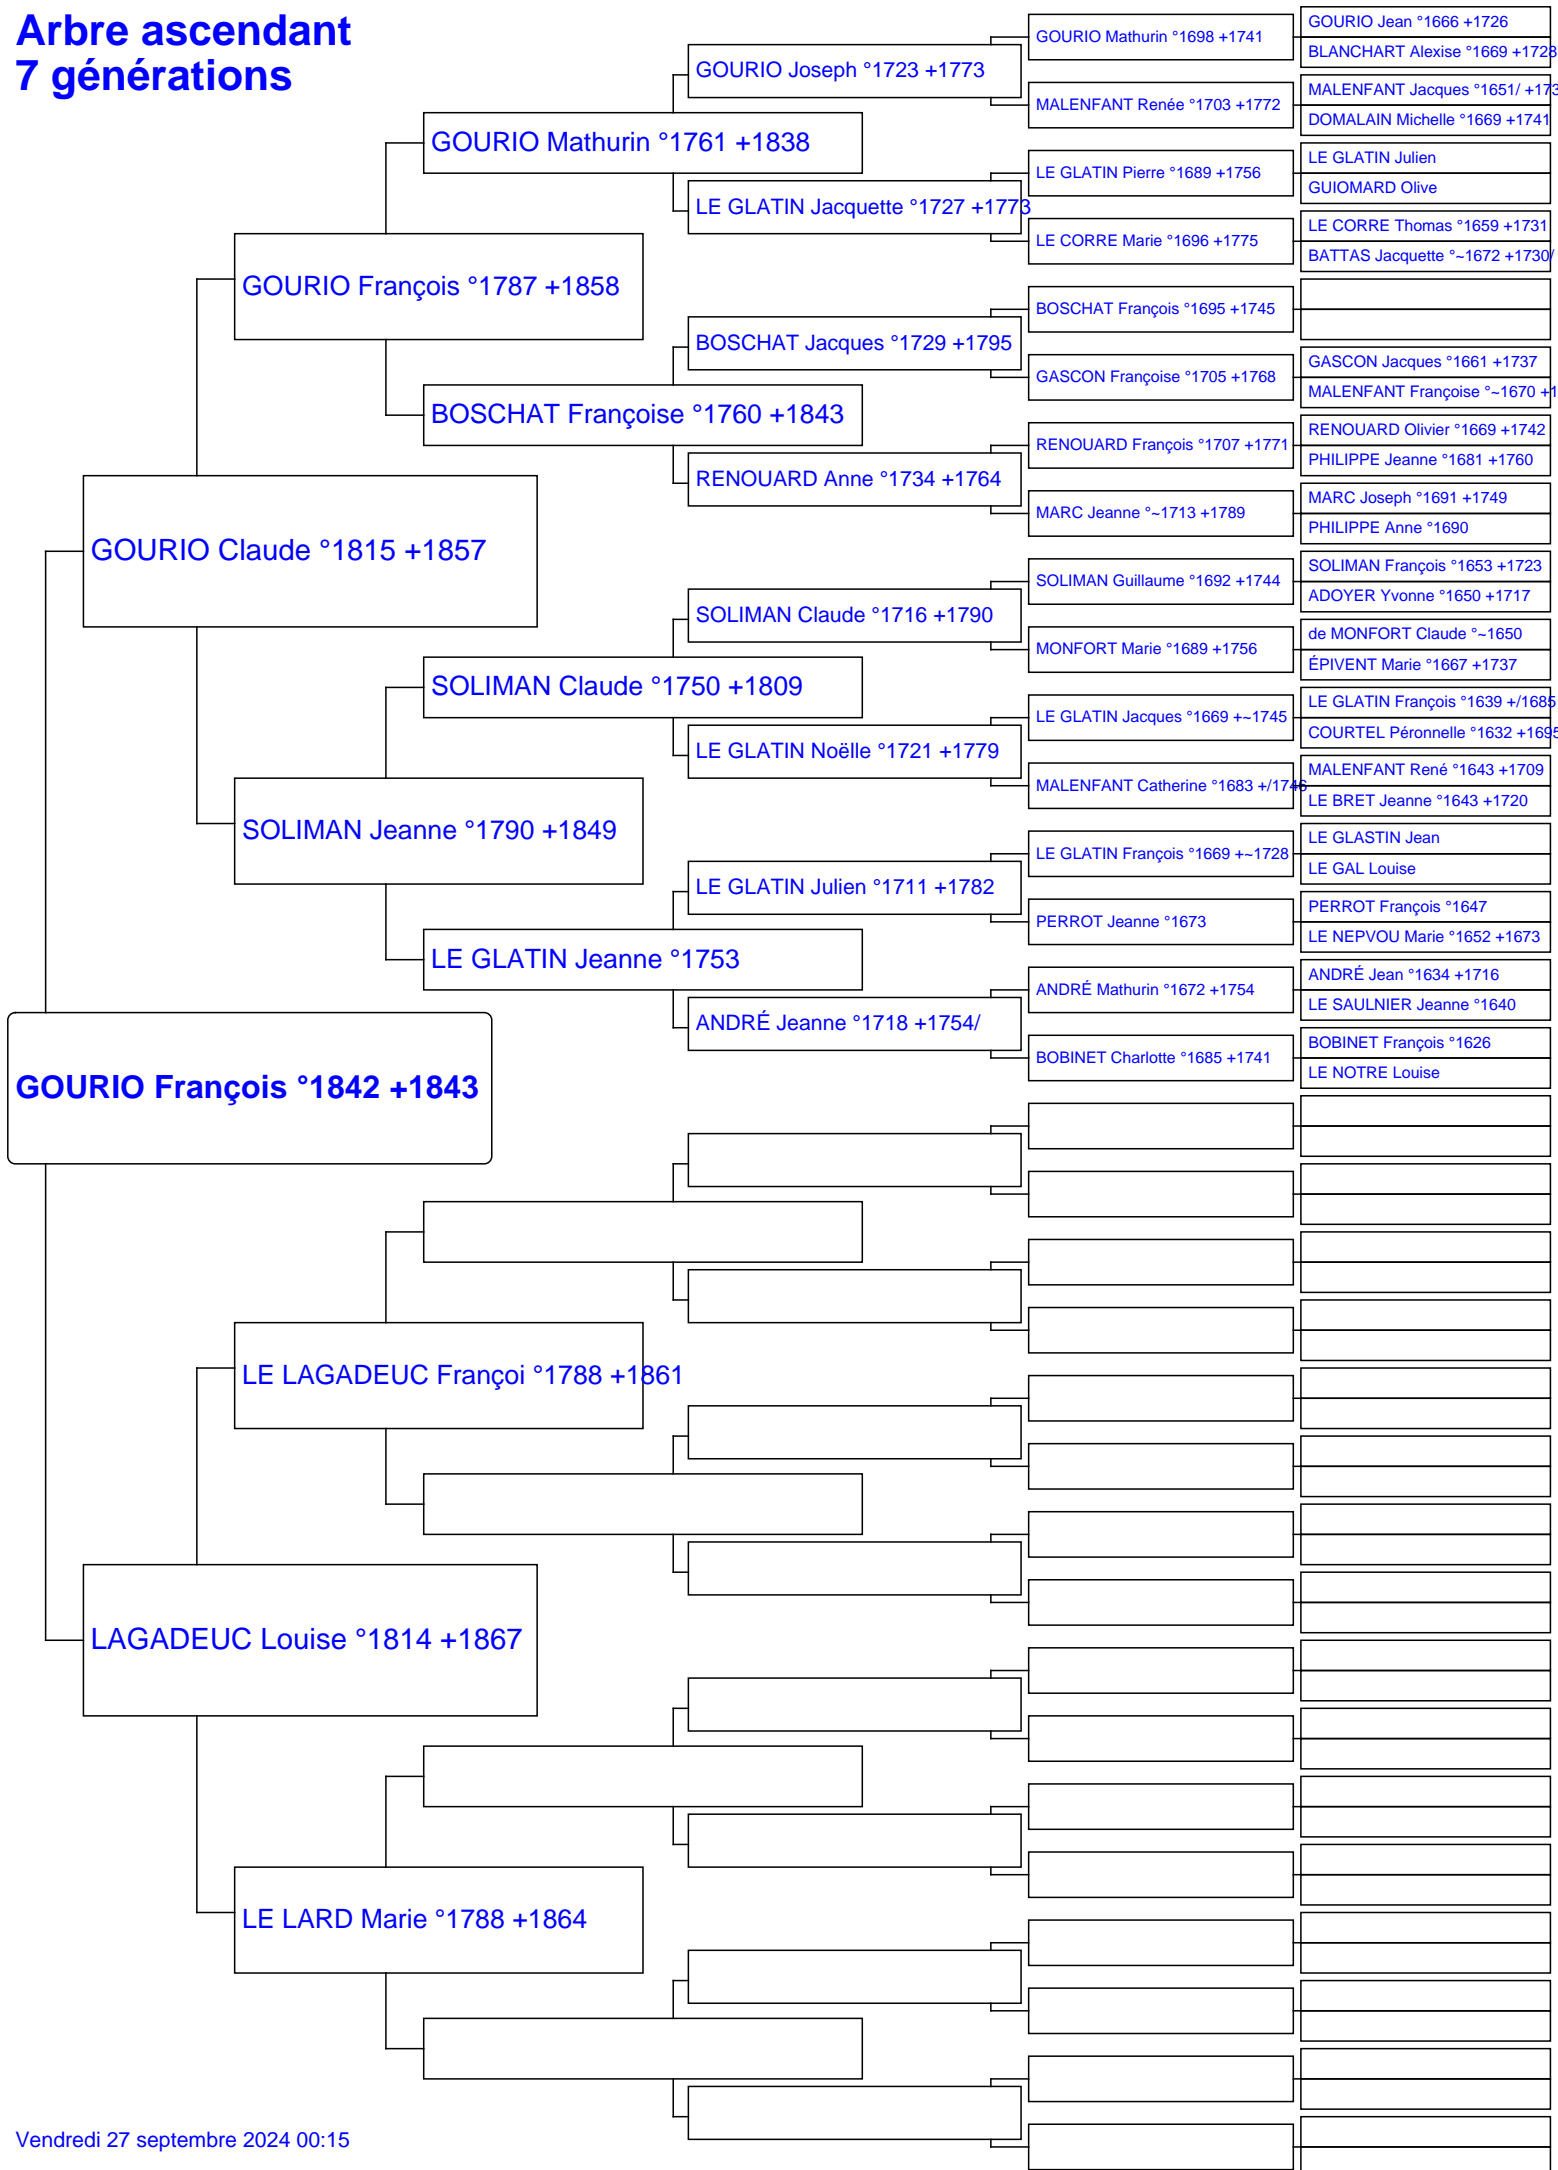 Arbre ascendant
7 générations
GOURIO François °1842 +1843
GOURIO Claude °1815 +1857
LAGADEUC Louise °1814 +1867
GOURIO François °1787 +1858
SOLIMAN Jeanne °1790 +1849
LE LAGADEUC Françoi °1788 +1861
LE LARD Marie °1788 +1864
GOURIO Mathurin °1761 +1838
BOSCHAT Françoise °1760 +1843
SOLIMAN Claude °1750 +1809
LE GLATIN Jeanne °1753
GOURIO Joseph °1723 +1773
LE GLATIN Jacquette °1727 +1773
BOSCHAT Jacques °1729 +1795
RENOUARD Anne °1734 +1764
SOLIMAN Claude °1716 +1790
LE GLATIN Noëlle °1721 +1779
LE GLATIN Julien °1711 +1782
ANDRÉ Jeanne °1718 +1754/
GOURIO Mathurin °1698 +1741
MALENFANT Renée °1703 +1772
LE GLATIN Pierre °1689 +1756
LE CORRE Marie °1696 +1775
BOSCHAT François °1695 +1745
GASCON Françoise °1705 +1768
RENOUARD François °1707 +1771
MARC Jeanne °~1713 +1789
SOLIMAN Guillaume °1692 +1744
MONFORT Marie °1689 +1756
LE GLATIN Jacques °1669 +~1745
MALENFANT Catherine °1683 +/1746
LE GLATIN François °1669 +~1728
PERROT Jeanne °1673
ANDRÉ Mathurin °1672 +1754
BOBINET Charlotte °1685 +1741
GOURIO Jean °1666 +1726
BLANCHART Alexise °1669 +1728
MALENFANT Jacques °1651/ +173
DOMALAIN Michelle °1669 +1741
LE GLATIN Julien
GUIOMARD Olive
LE CORRE Thomas °1659 +1731
BATTAS Jacquette °~1672 +1730/
GASCON Jacques °1661 +1737
MALENFANT Françoise °~1670 +1
RENOUARD Olivier °1669 +1742
PHILIPPE Jeanne °1681 +1760
MARC Joseph °1691 +1749
PHILIPPE Anne °1690
SOLIMAN François °1653 +1723
ADOYER Yvonne °1650 +1717
de MONFORT Claude °~1650
ÉPIVENT Marie °1667 +1737
LE GLATIN François °1639 +/1685
COURTEL Péronnelle °1632 +1695
MALENFANT René °1643 +1709
LE BRET Jeanne °1643 +1720
LE GLASTIN Jean
LE GAL Louise
PERROT François °1647
LE NEPVOU Marie °1652 +1673
ANDRÉ Jean °1634 +1716
LE SAULNIER Jeanne °1640
BOBINET François °1626
LE NOTRE Louise
Vendredi 27 septembre 2024 00:15